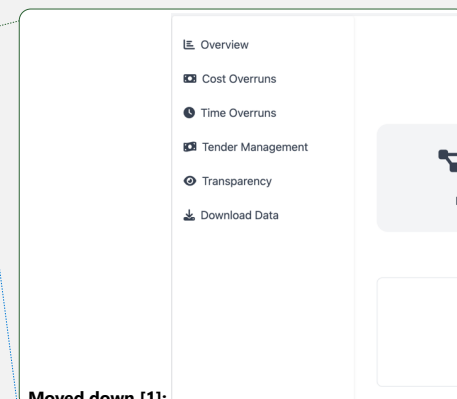 Overview
Cost Overruns
Time Overruns
Tender Management
Transparency
Download Data
Moved down [1]: